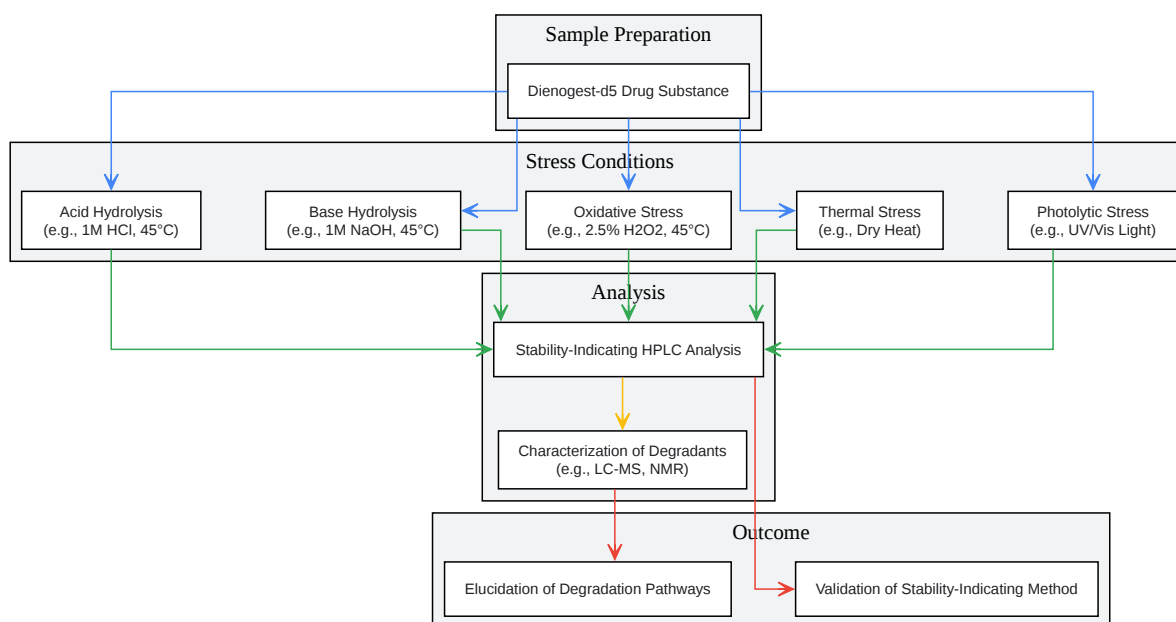 Sample Preparation
Dienogest-d5 Drug Substance
Stress Conditions
Acid Hydrolysis
(e.g., 1M HCl, 45°C)
Base Hydrolysis
(e.g., 1M NaOH, 45°C)
Oxidative Stress
(e.g., 2.5% H2O2, 45°C)
Thermal Stress
(e.g., Dry Heat)
Photolytic Stress
(e.g., UV/Vis Light)
Analysis
Stability-Indicating HPLC Analysis
Characterization of Degradants
(e.g., LC-MS, NMR)
Outcome
Elucidation of Degradation Pathways
Validation of Stability-Indicating Method